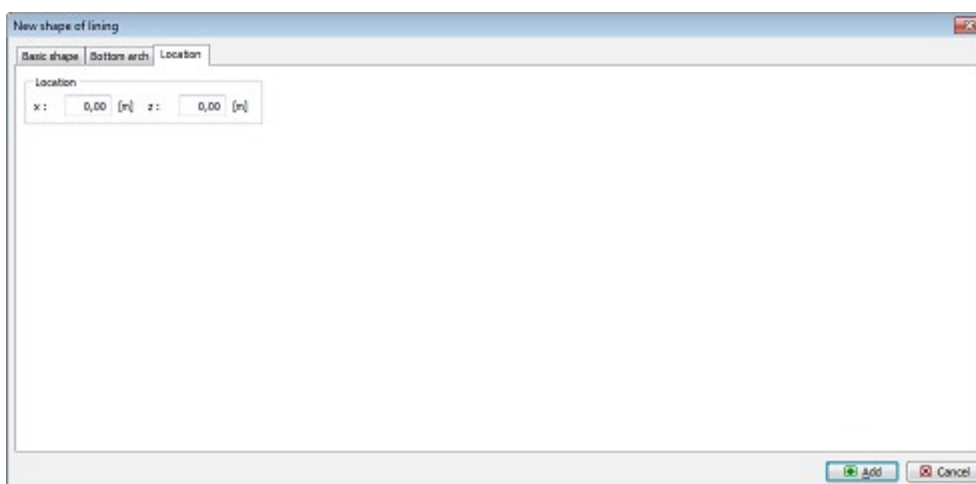 New shape of lining
Basic shape Bottom arch Location
Location
x : 0,00 [m] z : 0,00 [m]
Add Cancel